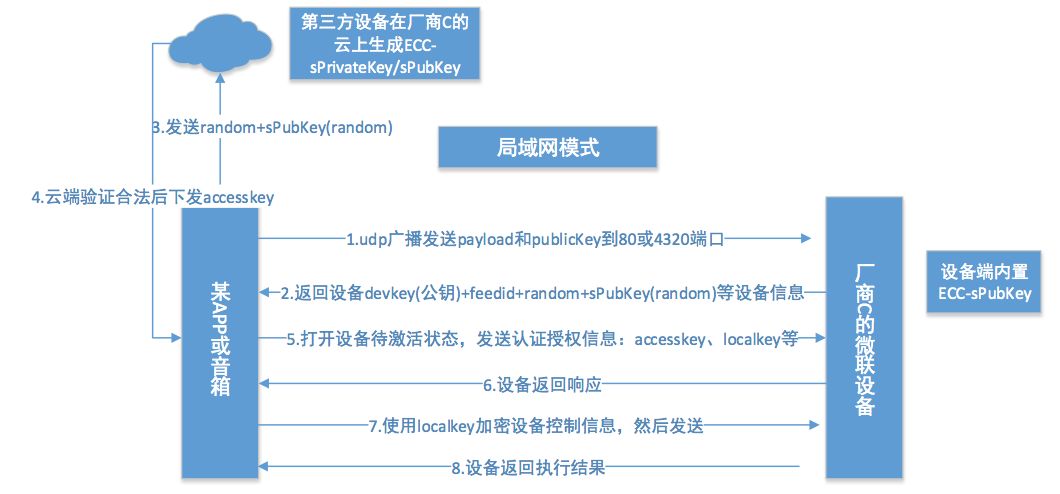 第三方设备在厂商C的
云上生成ECC-
sPrivateKey/sPubKey
3.发送random+sPubKey(random)
局域网模式
4.云端验证合法后下发accesskey
1.udp广播发送payload和publicKey到80或4320端口
2.返回设备devkey(公钥)+feedid+random+sPubKey(random)等设备信息
设备端内置
ECC-sPubKey
某APP或音箱
厂商C的微联设备
5.打开设备待激活状态，发送认证授权信息：accesskey、localkey等
6.设备返回响应
7.使用localkey加密设备控制信息，然后发送
8.设备返回执行结果